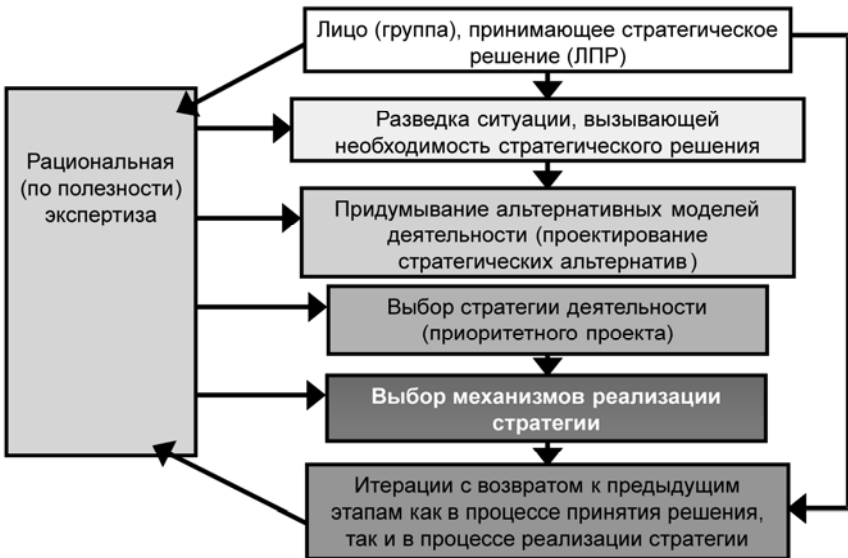 Лицо (группа), принимающее стратегическое
решение (ЛПР)
Разведка ситуации, вызывающей
необходимость стратегического решения
Рациональная
(по полезности)
экспертиза
Придумывание альтернативных моделей
деятельности (проектирование
стратегических альтернатив)
Выбор стратегии деятельности
(приоритетного проекта)
Выбор механизмов реализации
стратегии
Итерации с возвратом к предыдущим
этапам как в процессе принятия решения,
так и в процессе реализации стратегии